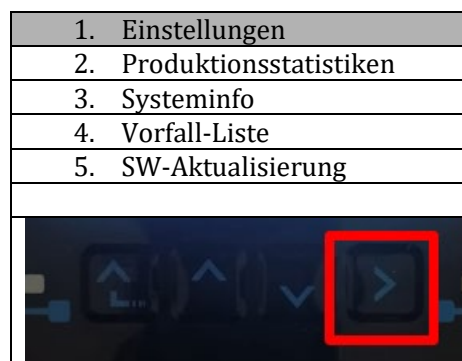 1. Einstellungen
2. Produktionsstatistiken
3. Systeminfo
4. Vorfall-Liste
5. SW-Aktualisierung